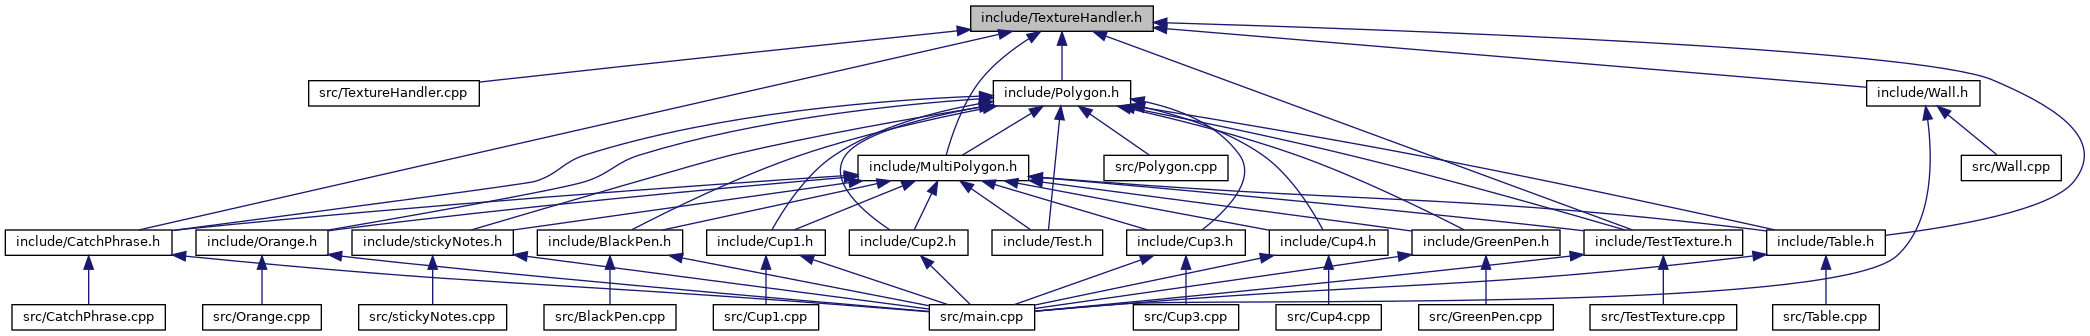 include/TextureHandler.h
src/TextureHandler.cpp
include/Polygon.h
include/Wall.h
include/MultiPolygon.h
src/Polygon.cpp
src/Wall.cpp
include/CatchPhrase.h
include/Orange.h
include/stickyNotes.h
include/BlackPen.h
include/Cup1.h
include/Cup2.h
include/Test.h
include/Cup3.h
include/Cup4.h
include/GreenPen.h
include/TestTexture.h
include/Table.h
src/CatchPhrase.cpp
src/Orange.cpp
src/stickyNotes.cpp
src/BlackPen.cpp
src/Cup1.cpp
src/main.cpp
src/Cup3.cpp
src/Cup4.cpp
src/GreenPen.cpp
src/TestTexture.cpp
src/Table.cpp